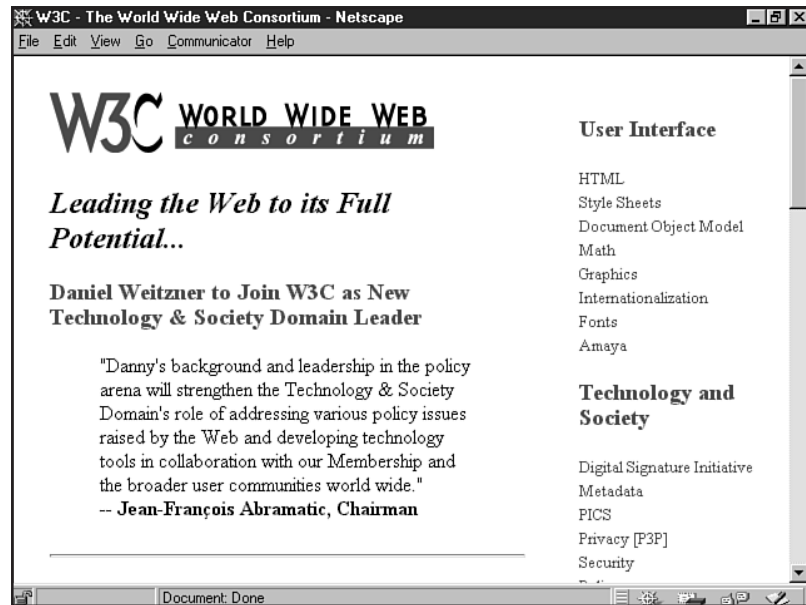 W3C - The World Wide Web Consortium - Netscape
File Edit View Go Communicator Help
W3C WORLD WIDE WEB
consortium
Leading the Web to its Full
Potential...
Daniel Weitzner to Join W3C as New
Technology & Society Domain Leader
"Danny's background and leadership in the policy
arena will strengthen the Technology & Society
Domain's role of addressing various policy issues
raised by the Web and developing technology
tools in collaboration with our Membership and
the broader user communities world wide."
-- Jean-François Abramatic, Chairman
User Interface
HTML
Style Sheets
Document Object Model
Math
Graphics
Internationalization
Fonts
Amaya
Technology and
Society
Digital Signature Initiative
Metadata
PICS
Privacy [P3P]
Security
Document: Done